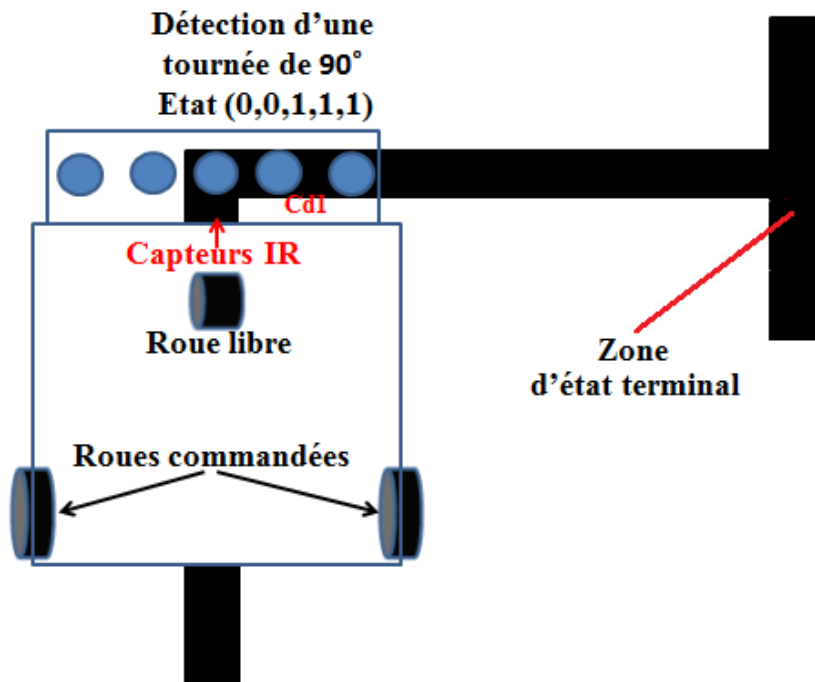 Détection d'une
tournée de 90°
Etat (0,0,1,1,1)
Cd1
Capteurs IR
Roue libre
Zone
d'état terminal
Roues commandées